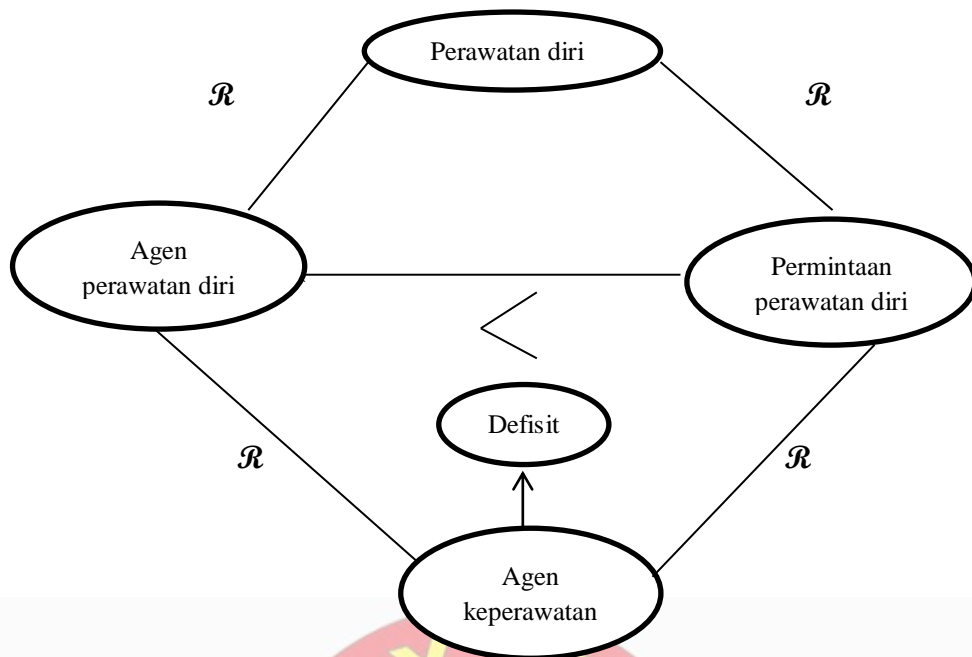 Perawatan diri
ℛ
ℛ
Agen
perawatan diri
Permintaan
perawatan diri
<
Defisit
ℛ
ℛ
Agen
keperawatan